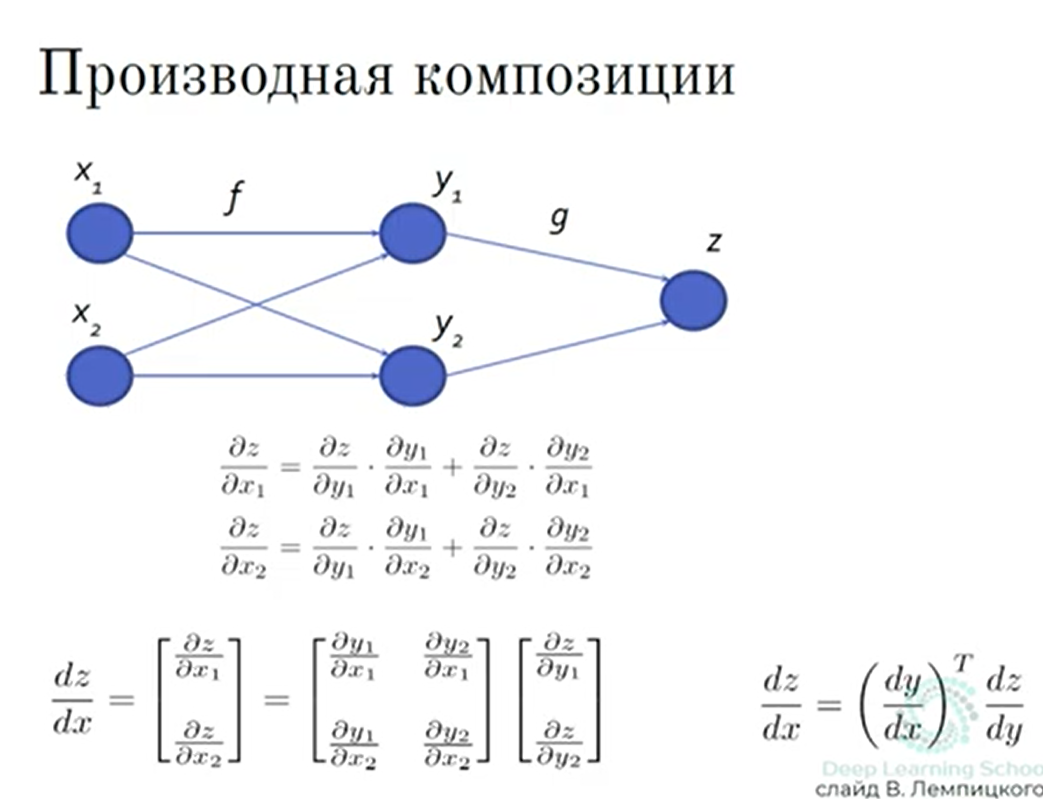 Производная композиции
x₁ f y₁ g z
x₂ y₂
∂z/∂x₁ = ∂z/∂y₁ · ∂y₁/∂x₁ + ∂z/∂y₂ · ∂y₂/∂x₁
∂z/∂x₂ = ∂z/∂y₁ · ∂y₁/∂x₂ + ∂z/∂y₂ · ∂y₂/∂x₂
dz/dx = [∂z/∂x₁ ; ∂z/∂x₂] = [∂y₁/∂x₁ ∂y₂/∂x₁ ; ∂y₁/∂x₂ ∂y₂/∂x₂] [∂z/∂y₁ ; ∂z/∂y₂]
dz/dx = (dy/dx)ᵀ dz/dy
Deep Learning Schoo
слайд В. Лемпицкого